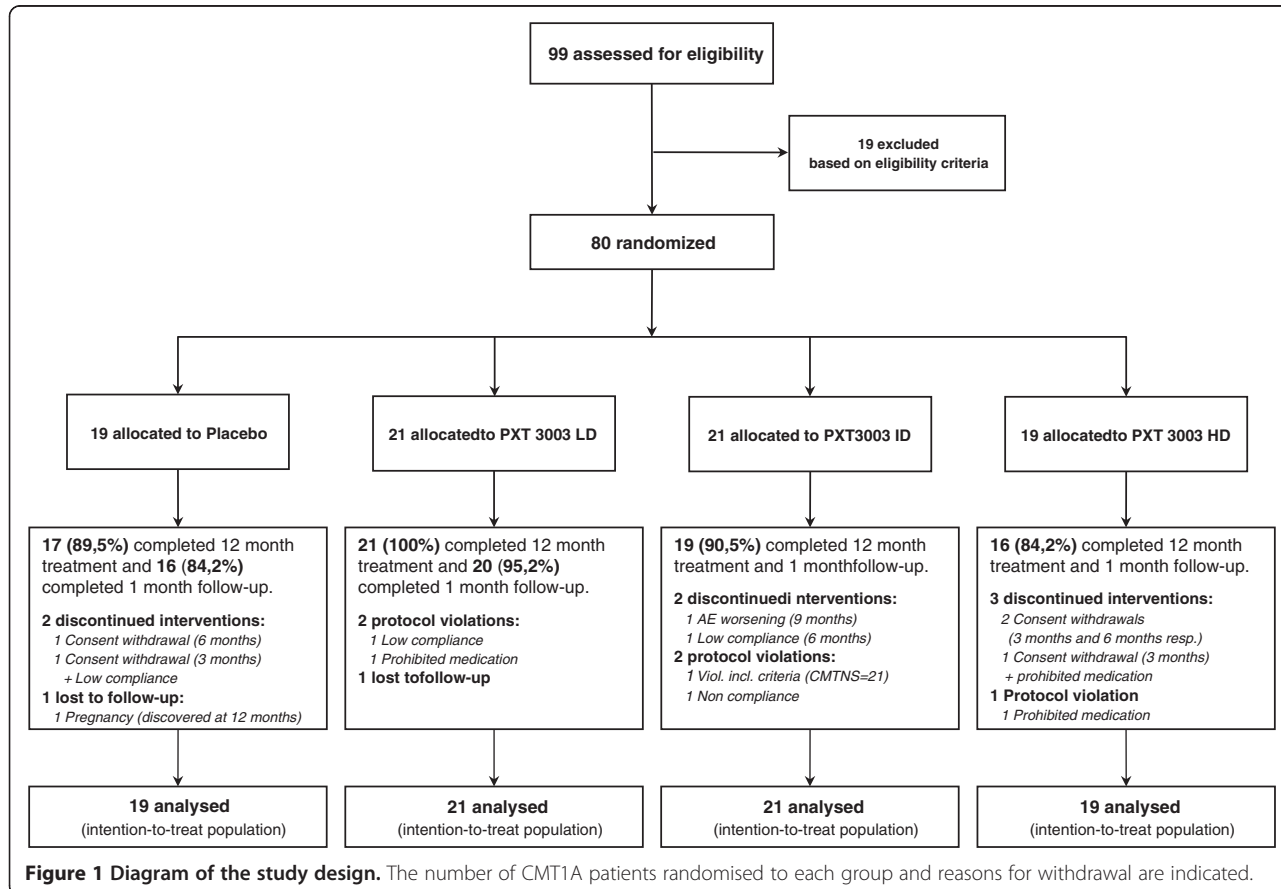 99 assessed for eligibility
19 excluded
based on eligibility criteria
80 randomized
19 allocated to Placebo
21 allocatedto PXT 3003 LD
21 allocated to PXT3003 ID
19 allocatedto PXT 3003 HD
17 (89,5%) completed 12 month
treatment and 16 (84,2%)
completed 1 month follow-up.
2 discontinued interventions:
1 Consent withdrawal (6 months)
1 Consent withdrawal (3 months)
+ Low compliance
1 lost to follow-up:
1 Pregnancy (discovered at 12 months)
21 (100%) completed 12 month
treatment and 20 (95,2%)
completed 1 month follow-up.
2 protocol violations:
1 Low compliance
1 Prohibited medication
1 lost tofollow-up
19 (90,5%) completed 12 month
treatment and 1 monthfollow-up.
2 discontinuedi nterventions:
1 AE worsening (9 months)
1 Low compliance (6 months)
2 protocol violations:
1 Viol. incl. criteria (CMTNS=21)
1 Non compliance
16 (84,2%) completed 12 month
treatment and 1 month follow-up.
3 discontinued interventions:
2 Consent withdrawals
(3 months and 6 months resp.)
1 Consent withdrawal (3 months)
+ prohibited medication
1 Protocol violation
1 Prohibited medication
19 analysed
(intention-to-treat population)
21 analysed
(intention-to-treat population)
21 analysed
(intention-to-treat population)
19 analysed
(intention-to-treat population)
Figure 1 Diagram of the study design. The number of CMT1A patients randomised to each group and reasons for withdrawal are indicated.